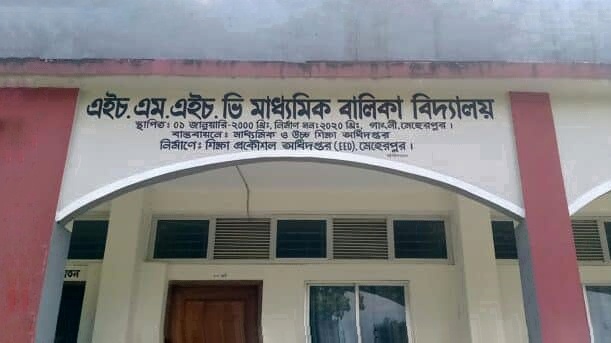 এইচ.এম.এইচ.ভি মাধ্যমিক বালিকা বিদ্যালয়
স্থাপিত: ০১ জানুয়ারি-২০০০ খ্রিঃ, নির্মাণ সন:২০২০ খ্রিঃ, গাংনী,মেহেরপুর।
বাস্তবায়নে: মাধ্যমিক ও উচ্চ শিক্ষা অধিদপ্তর
নির্মাণে: শিক্ষা প্রকৌশল অধিদপ্তর (EED), মেহেরপুর।